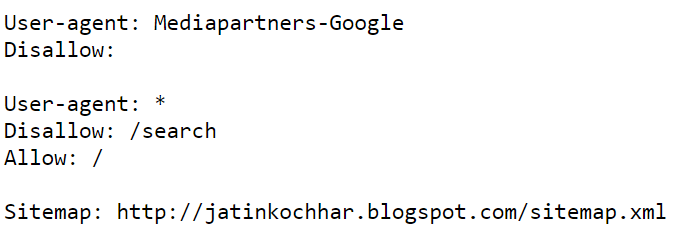 User-agent: Mediapartners-Google
Disallow:
User-agent: *
Disallow: /search
Allow: /
Sitemap: http://jatinkochhar.blogspot.com/sitemap.xml